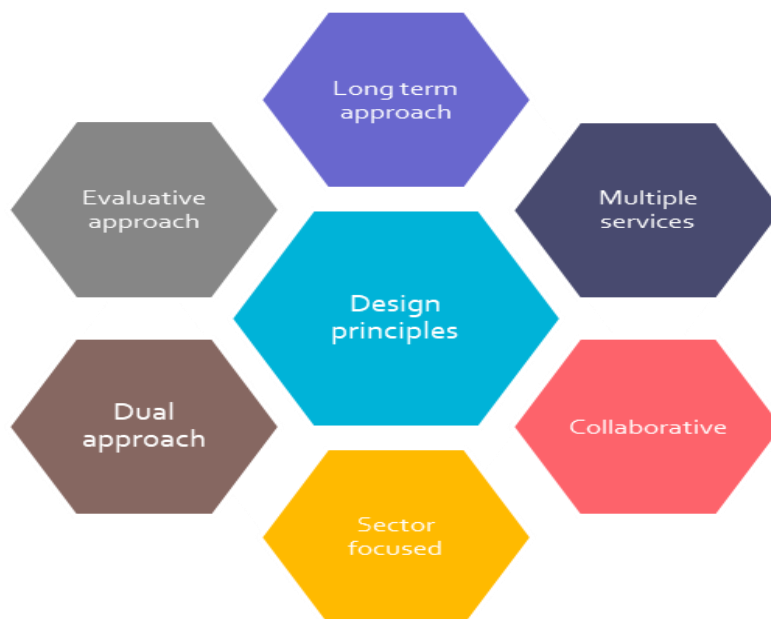 Long term
approach
Multiple
services
Collaborative
Sector
focused
Dual
approach
Evaluative
approach
Design
principles